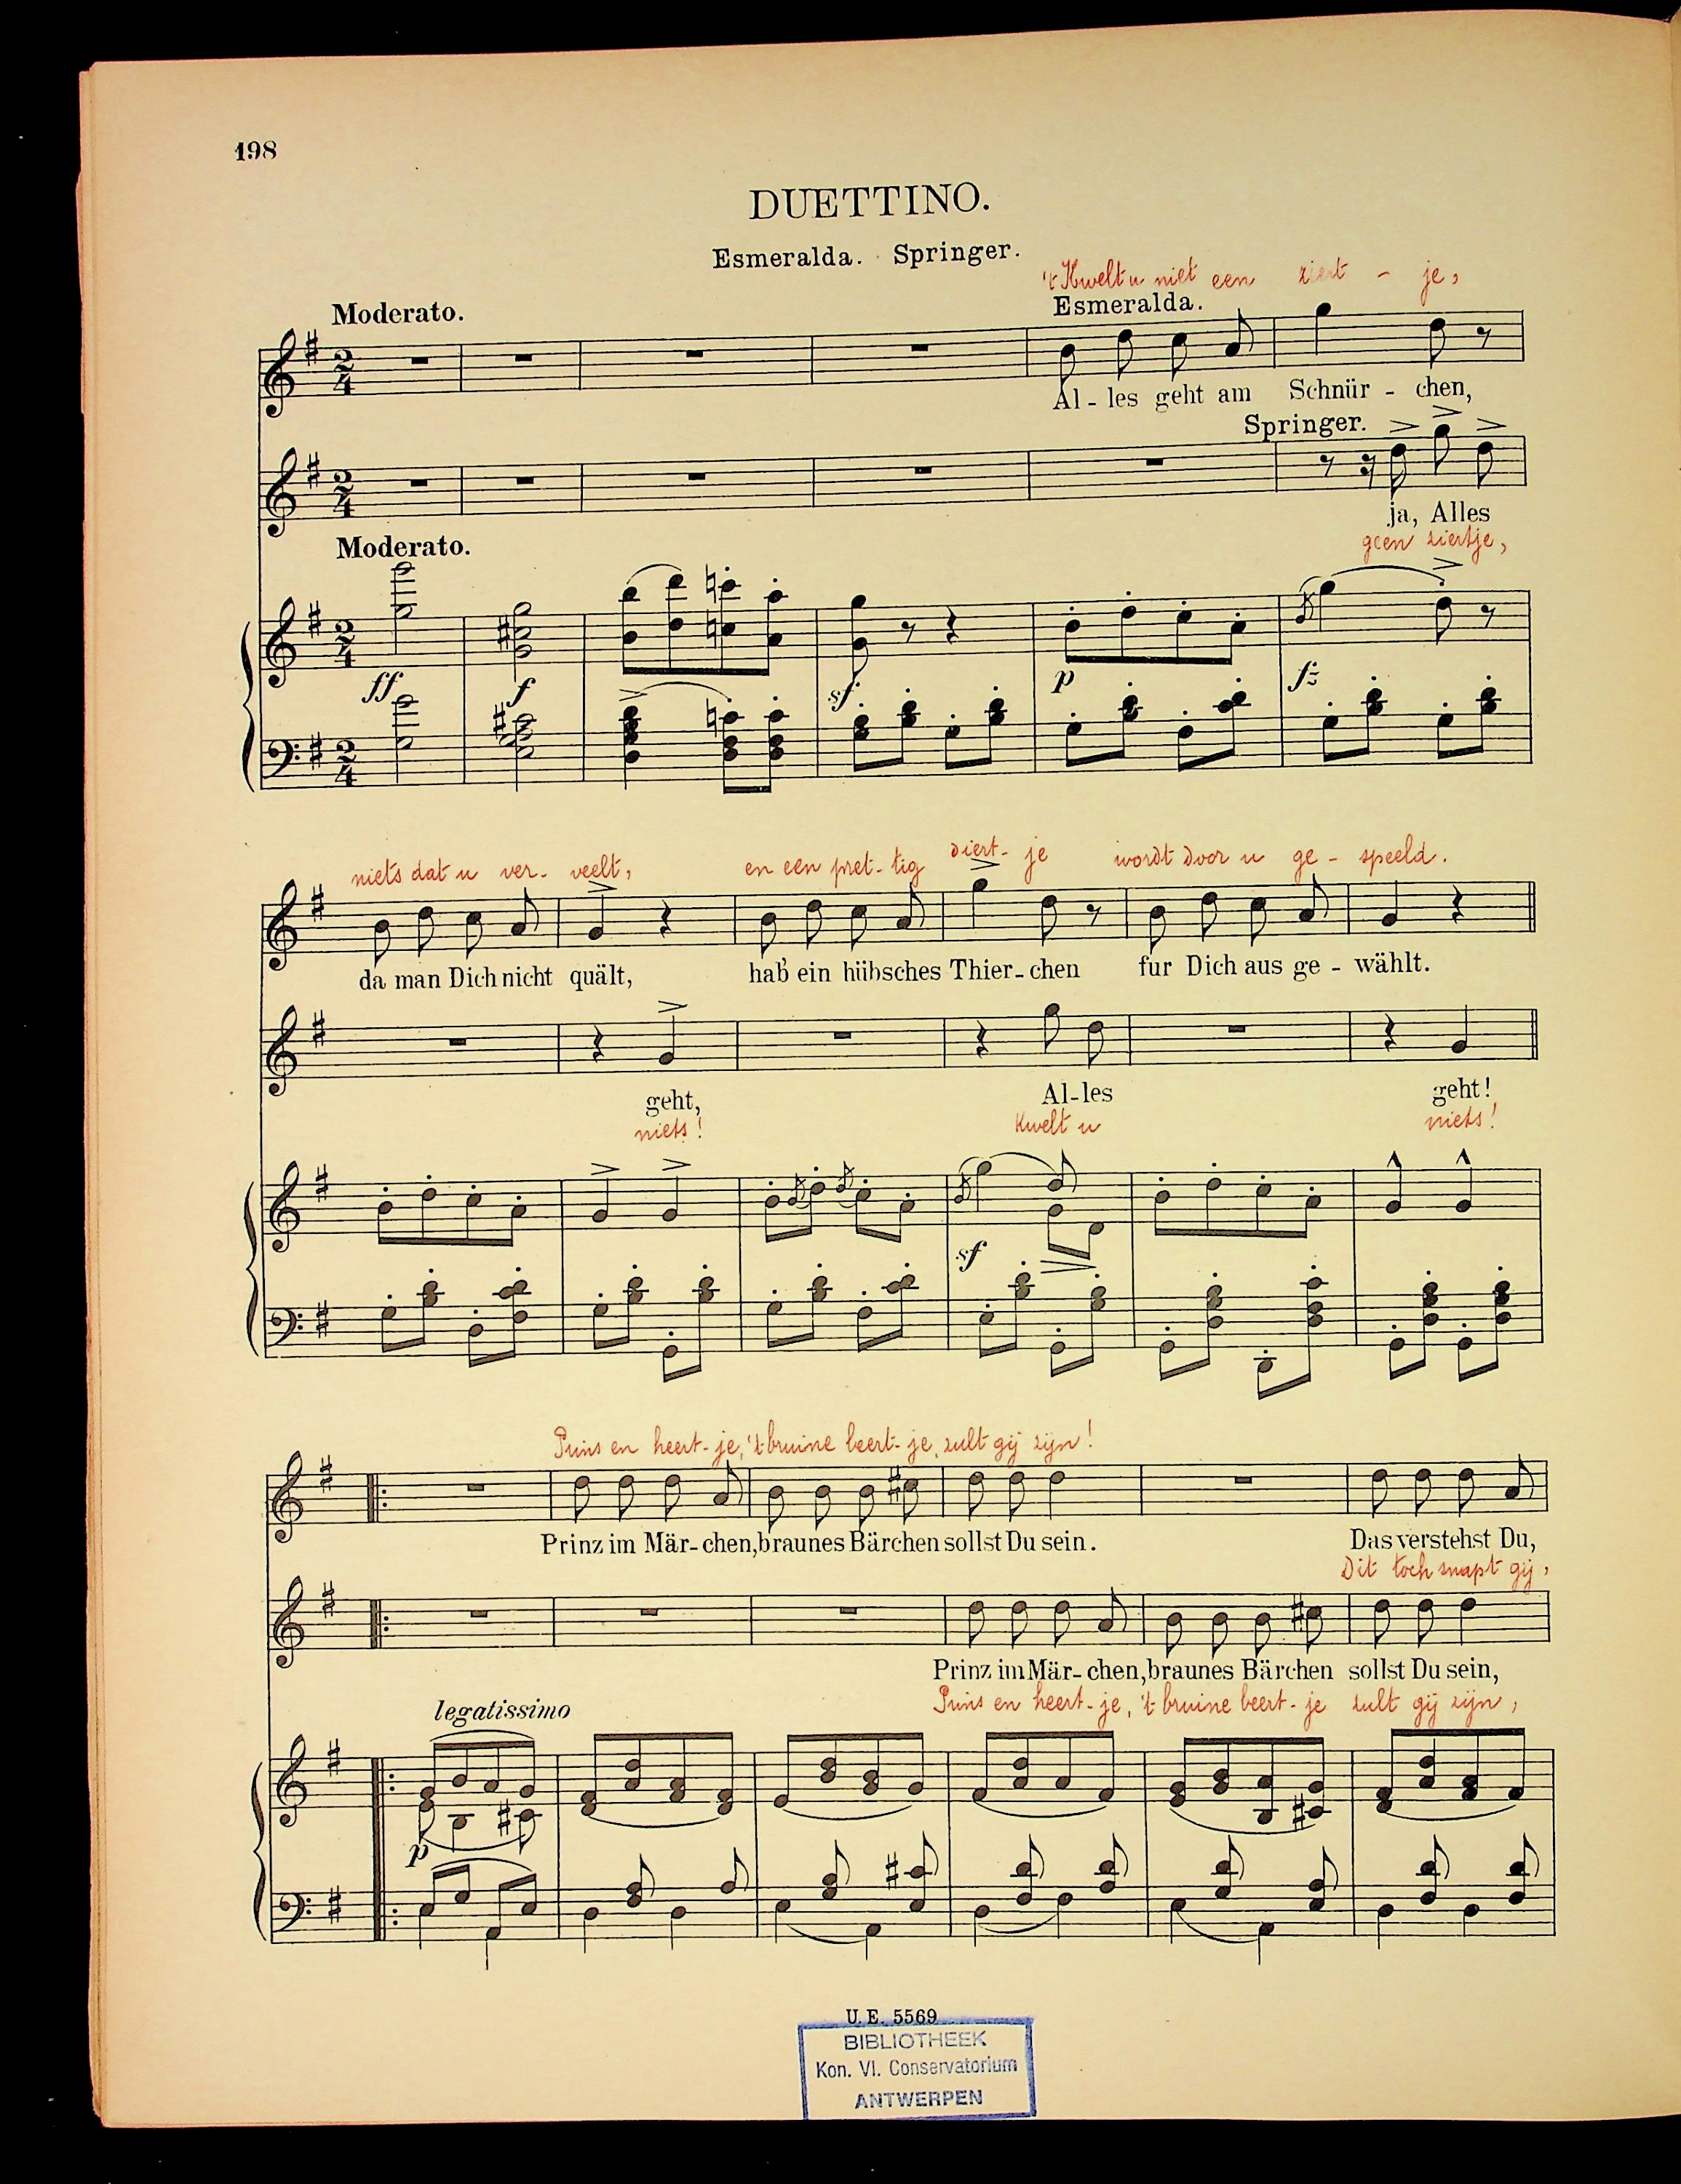 198
DUETTINO.
Esmeralda. Springer.
't Kwelt u niet een ziert - je,
Moderato.
Esmeralda.
Al - les geht am Schnür - chen,
Springer.
ja, Alles
geen ziertje,
Moderato.
ff f sf p fz
niets dat u ver - veelt, en een pret - tig diert - je wordt door u ge - speeld.
da man Dich nicht quält, hab' ein hübsches Thier - chen fur Dich aus ge - wählt.
geht, Al - les geht!
niets! Kwelt u niets!
sf
Prins en heert - je, 't bruine beert - je, zult gij zijn!
Prinz im Mär - chen, braunes Bärchen sollst Du sein. Das verstehst Du,
Dit toch snapt gij,
Prinz im Mär - chen, braunes Bärchen sollst Du sein,
Prins en heert - je, 't bruine beert - je zult gij zijn,
legatissimo
p
U. E. 5569
BIBLIOTHEEK
Kon. Vl. Conservatorium
ANTWERPEN